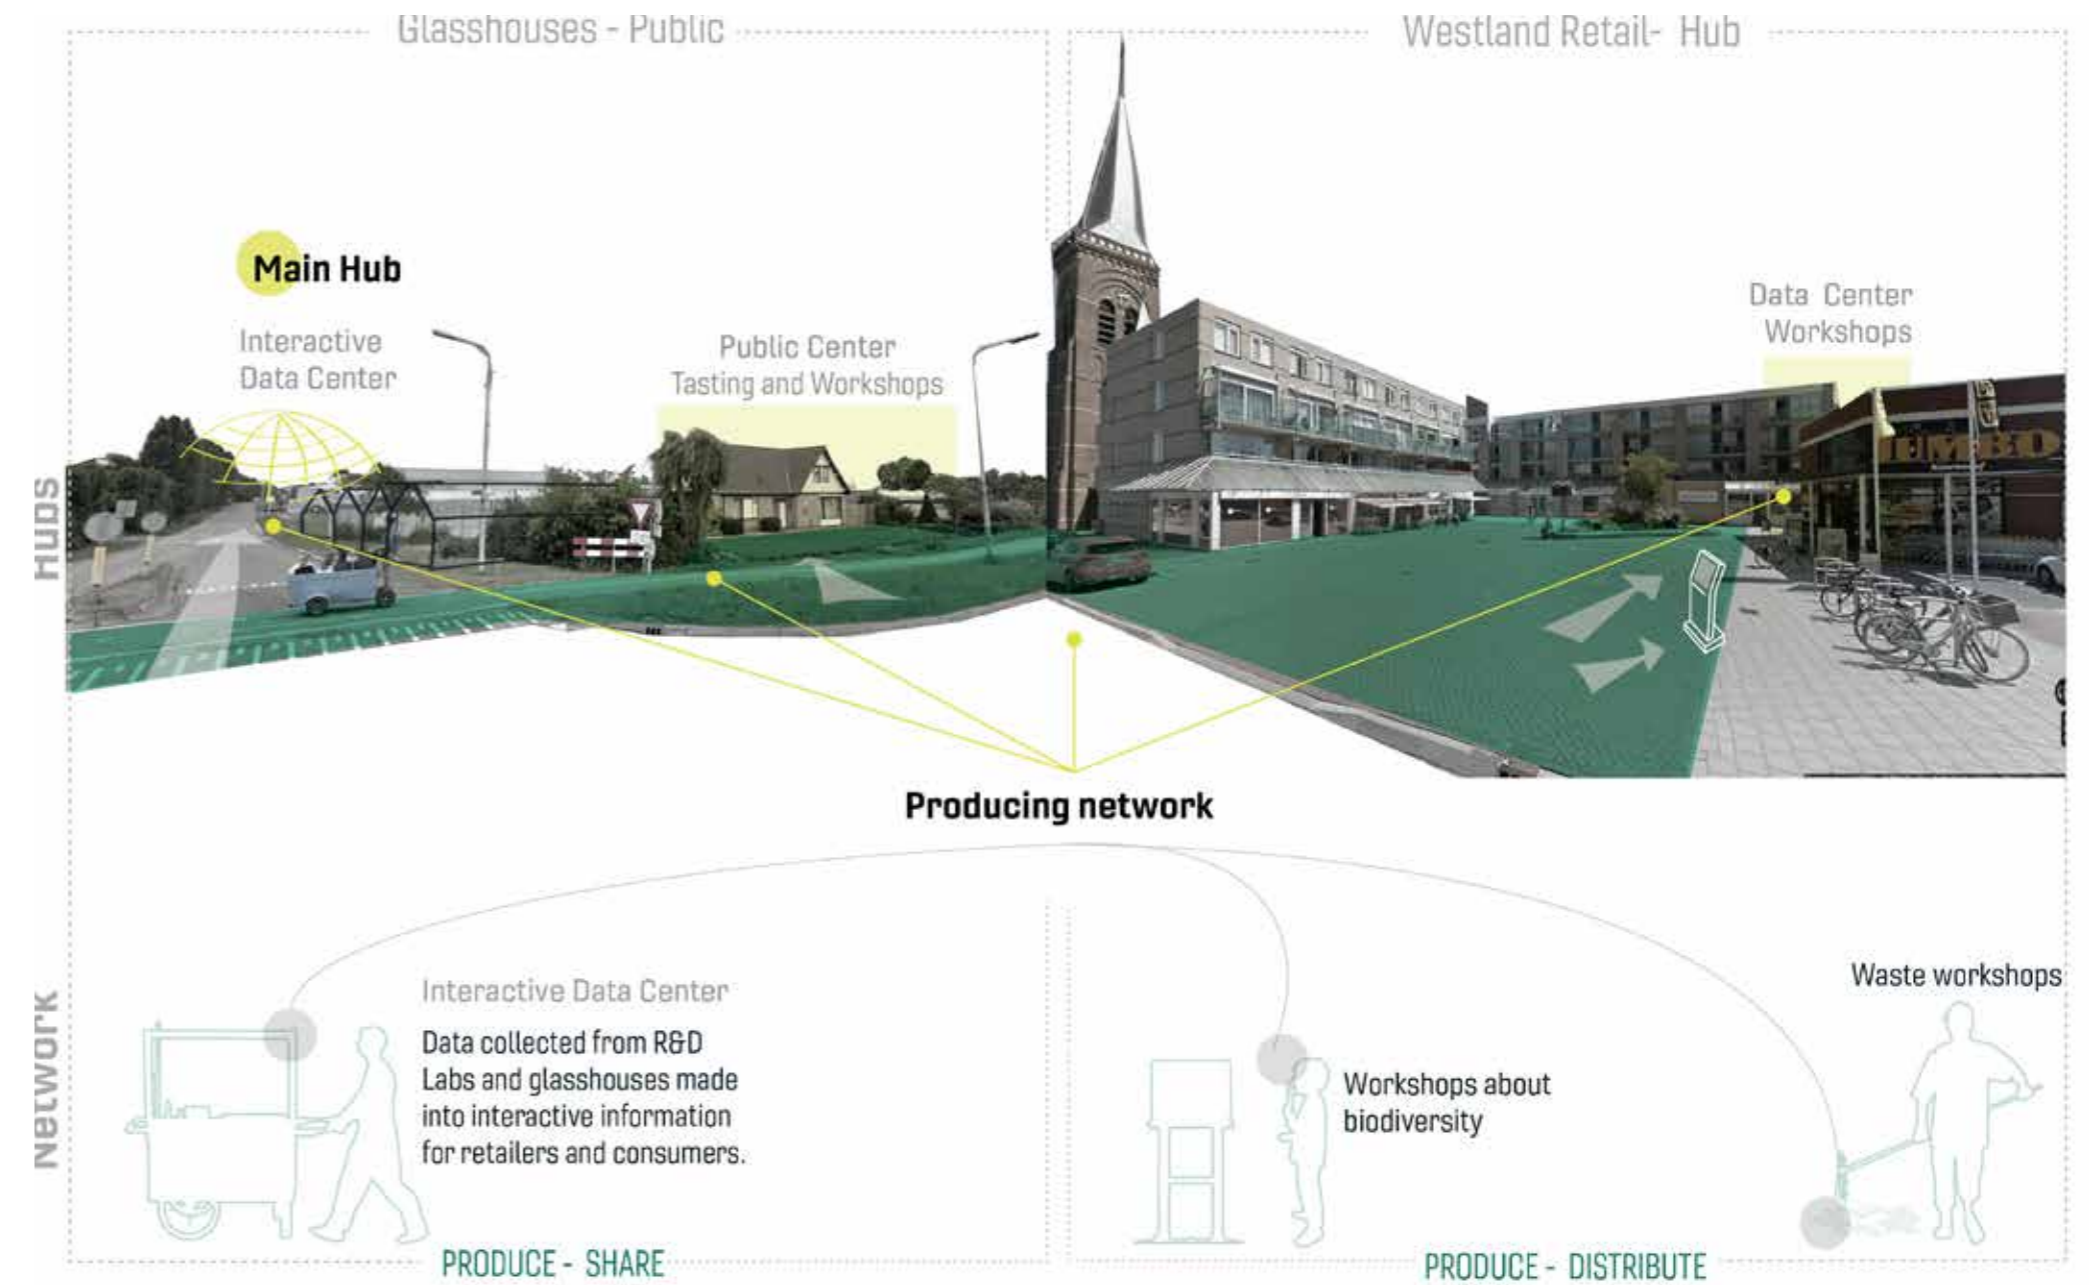 Glasshouses - Public
Westland Retail- Hub
Main Hub
Interactive
Data Center
Public Center
Tasting and Workshops
Data Center
Workshops
JUMBO
Hubs
Producing network
Network
Interactive Data Center
Data collected from R&D
Labs and glasshouses made
into interactive information
for retailers and consumers.
Workshops about
biodiversity
Waste workshops
PRODUCE - SHARE
PRODUCE - DISTRIBUTE